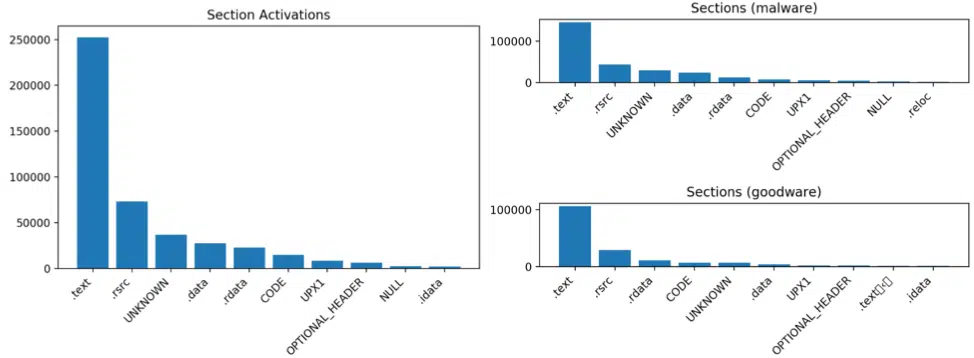 Section Activations
250000
200000
150000
100000
50000
0
.text
.rsrc
UNKNOWN
.data
.rdata
CODE
UPX1
OPTIONAL_HEADER
NULL
.idata
Sections (malware)
100000
0
.text
.rsrc
UNKNOWN
.data
.rdata
CODE
UPX1
OPTIONAL_HEADER
NULL
.reloc
Sections (goodware)
100000
0
.text
.rsrc
.rdata
CODE
UNKNOWN
.data
UPX1
OPTIONAL_HEADER
.idata